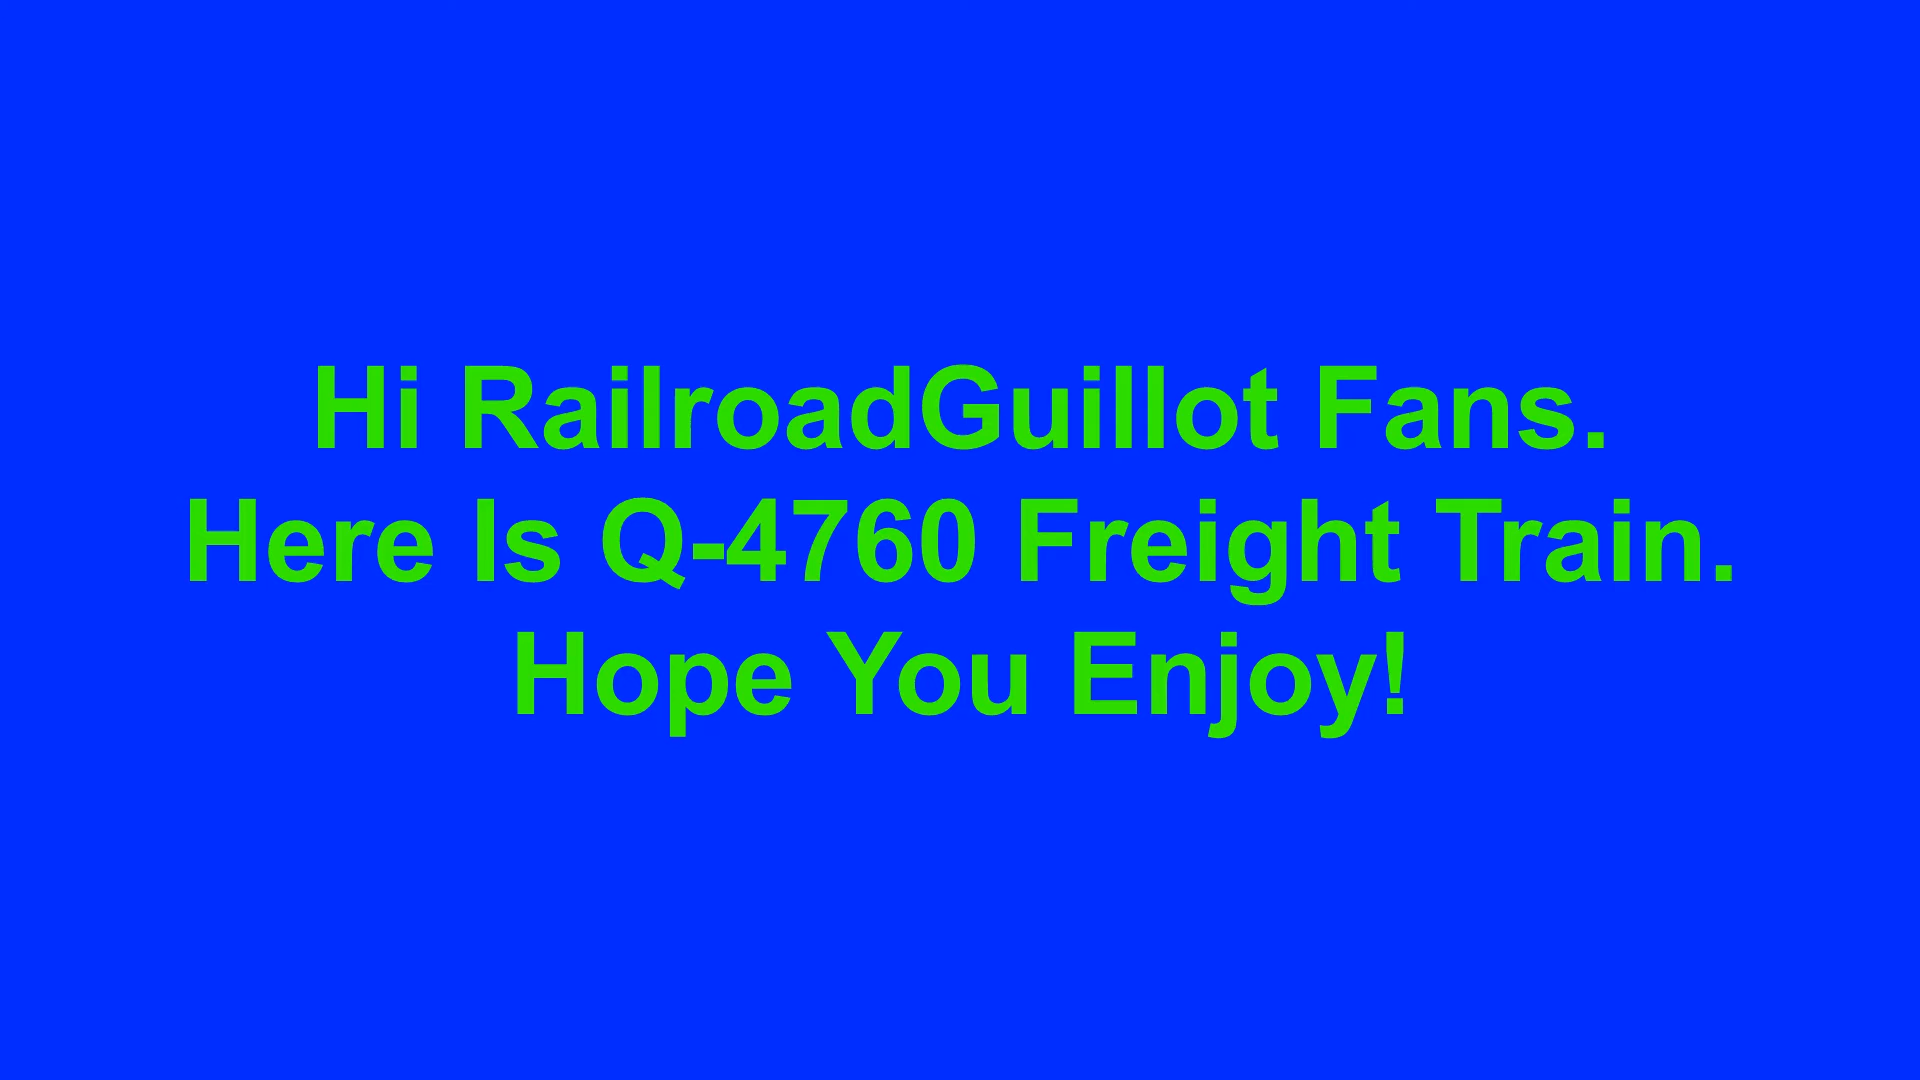 Hi RailroadGuillot Fans.
Here Is Q-4760 Freight Train.
Hope You Enjoy!